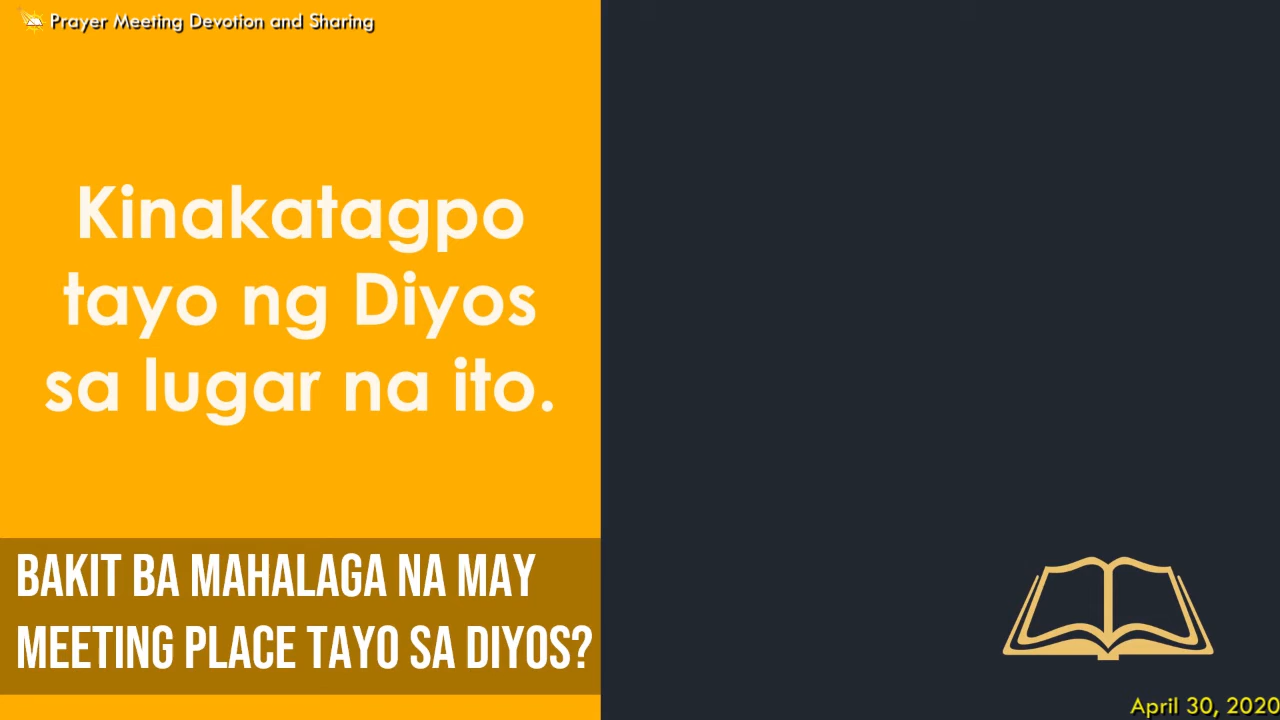 Prayer Meeting Devotion and Sharing
Kinakatagpo
tayo ng Diyos
sa lugar na ito.
BAKIT BA MAHALAGA NA MAY
MEETING PLACE TAYO SA DIYOS?
April 30, 2020